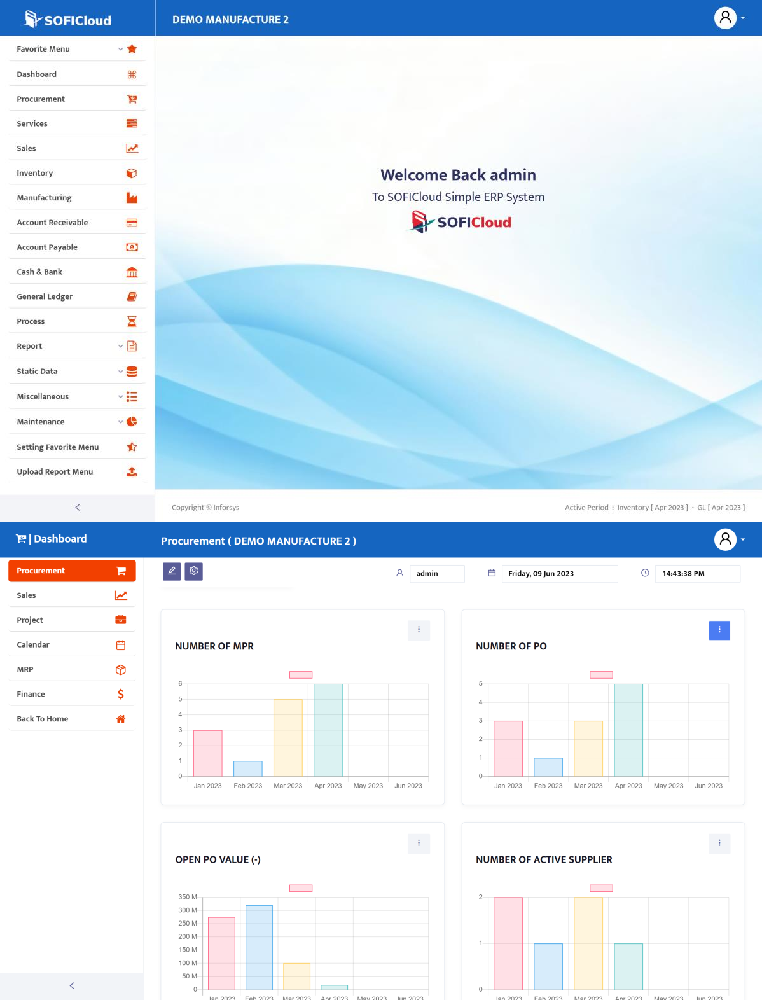 SOFICloud
DEMO MANUFACTURE 2
Favorite Menu
Dashboard
Procurement
Services
Sales
Inventory
Manufacturing
Account Receivable
Account Payable
Cash & Bank
General Ledger
Process
Report
Static Data
Miscellaneous
Maintenance
Setting Favorite Menu
Upload Report Menu
Welcome Back admin
To SOFICloud Simple ERP System
SOFICloud
Copyright © Inforsys
Active Period : Inventory [ Apr 2023 ] - GL [ Apr 2023 ]
| Dashboard
Procurement ( DEMO MANUFACTURE 2 )
Procurement
Sales
Project
Calendar
MRP
Finance
Back To Home
admin
Friday, 09 Jun 2023
14:43:38 PM
NUMBER OF MPR
6
5
4
3
2
1
0
Jan 2023 Feb 2023 Mar 2023 Apr 2023 May 2023 Jun 2023
NUMBER OF PO
5
4
3
2
1
0
Jan 2023 Feb 2023 Mar 2023 Apr 2023 May 2023 Jun 2023
OPEN PO VALUE (-)
350 M
300 M
250 M
200 M
150 M
100 M
50 M
0
Jan 2023 Feb 2023 Mar 2023 Apr 2023 May 2023 Jun 2023
NUMBER OF ACTIVE SUPPLIER
2
1
0
Jan 2023 Feb 2023 Mar 2023 Apr 2023 May 2023 Jun 2023